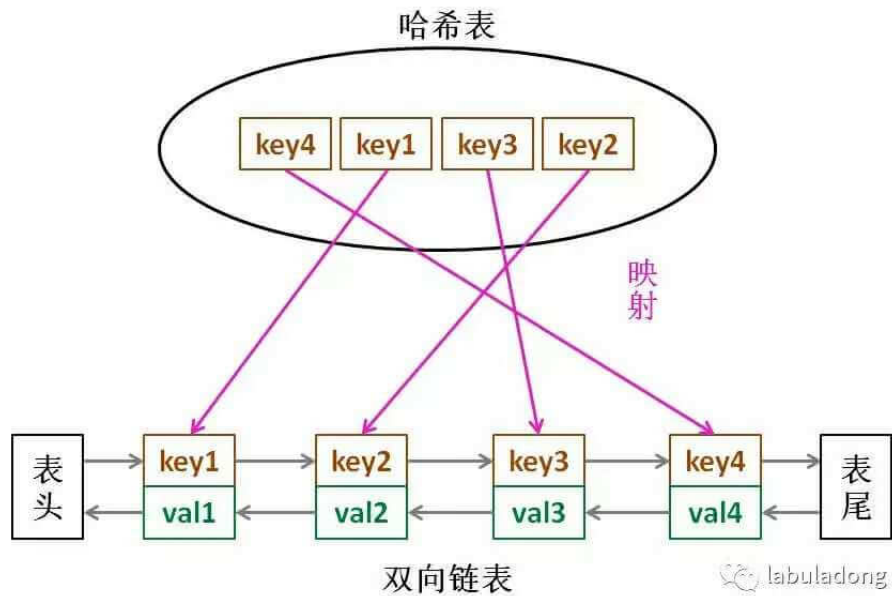 哈希表
key4 key1 key3 key2
映
射
表
头
key1 key2 key3 key4
val1 val2 val3 val4
表
尾
双向链表
labuladong